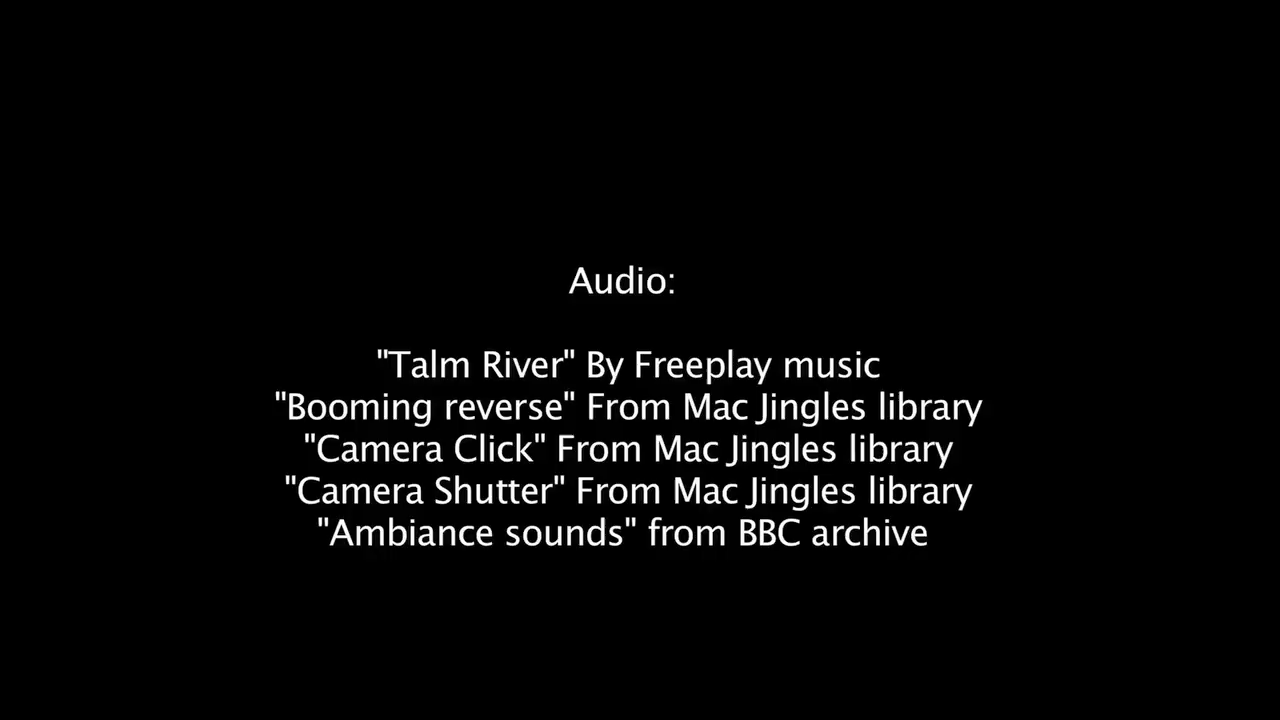 Audio:
"Talm River" By Freeplay music
"Booming reverse" From Mac Jingles library
"Camera Click" From Mac Jingles library
"Camera Shutter" From Mac Jingles library
"Ambiance sounds" from BBC archive